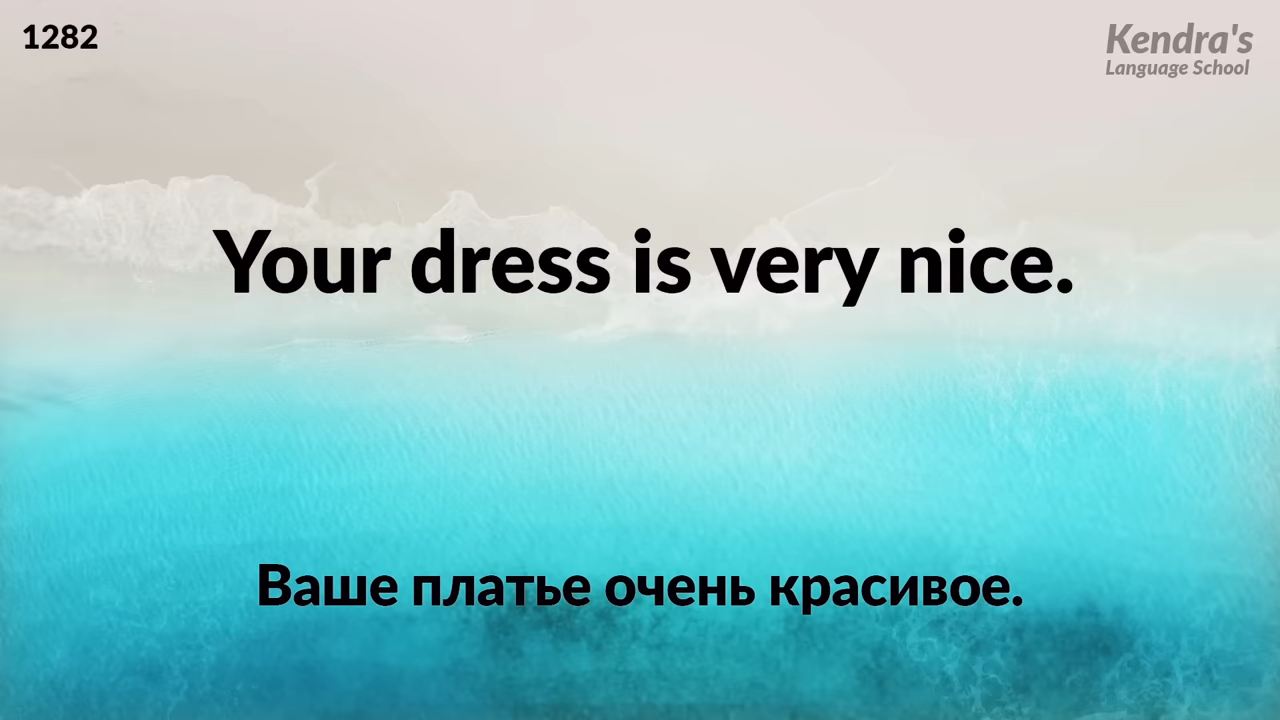 1282
Kendra's
Language School
Your dress is very nice.
Ваше платье очень красивое.